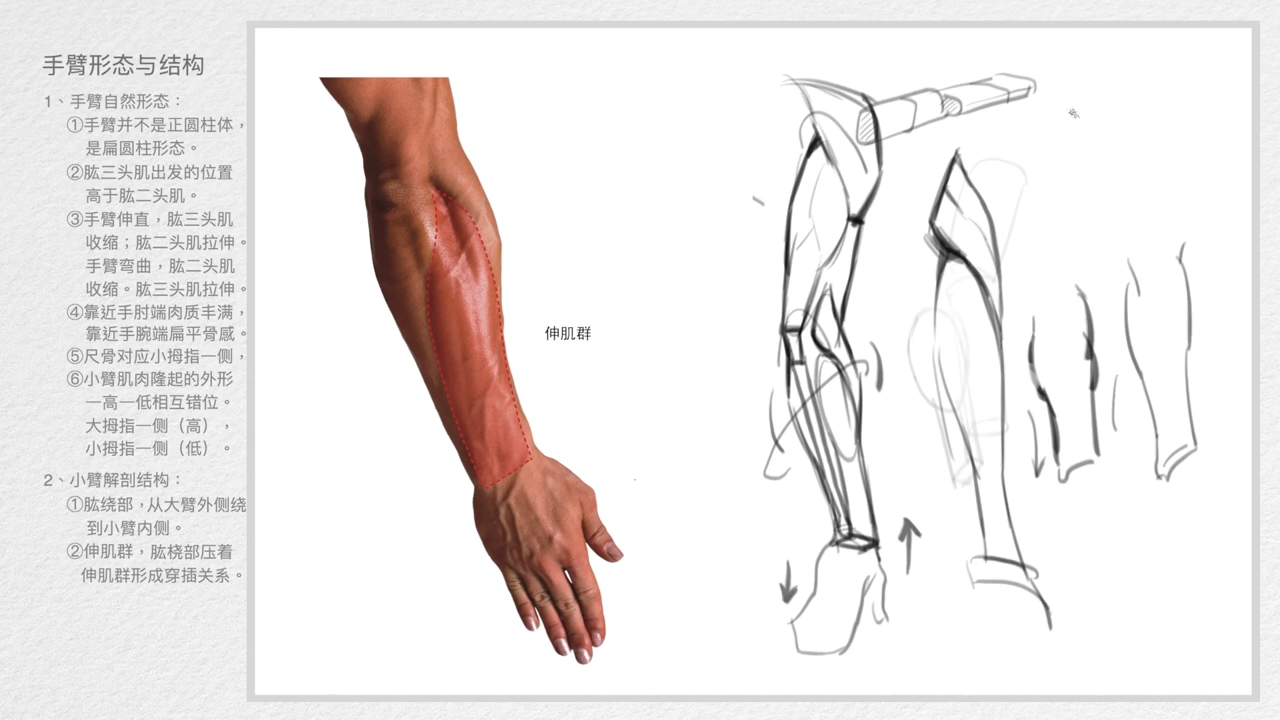 手臂形态与结构
1、手臂自然形态：
①手臂并不是正圆柱体，
是扁圆柱形态。
②肱三头肌出发的位置
高于肱二头肌。
③手臂伸直，肱三头肌
收缩；肱二头肌拉伸。
手臂弯曲，肱二头肌
收缩。肱三头肌拉伸。
④靠近手肘端肉质丰满，
靠近手腕端扁平骨感。
⑤尺骨对应小拇指一侧，
⑥小臂肌肉隆起的外形
一高一低相互错位。
大拇指一侧（高），
小拇指一侧（低）。
2、小臂解剖结构：
①肱绕部，从大臂外侧绕
到小臂内侧。
②伸肌群，肱桡部压着
伸肌群形成穿插关系。
伸肌群